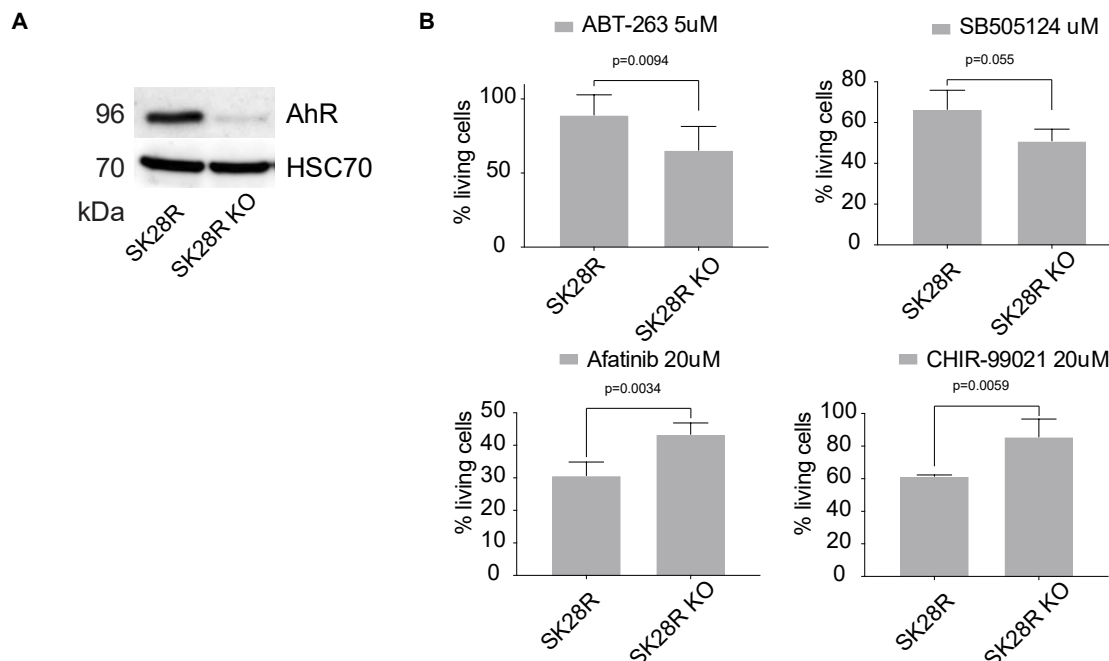 A
96
AhR
70
HSC70
kDa
SK28R
SK28R KO
B
ABT-263 5uM
p=0.0094
% living cells
100
50
0
SK28R
SK28R KO
SB505124 uM
p=0.055
% living cells
80
60
40
20
0
SK28R
SK28R KO
Afatinib 20uM
p=0.0034
% living cells
50
40
30
20
10
0
SK28R
SK28R KO
CHIR-99021 20uM
p=0.0059
% living cells
100
80
60
40
20
0
SK28R
SK28R KO